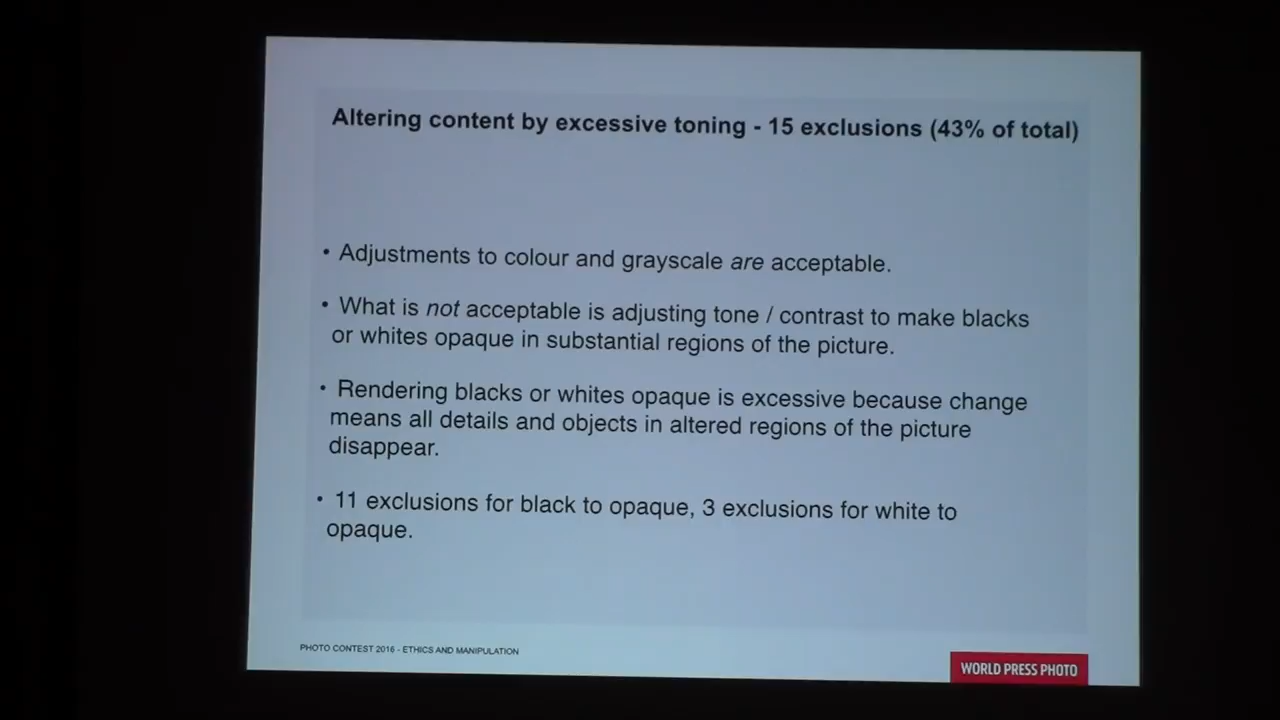 Altering content by excessive toning - 15 exclusions (43% of total)
• Adjustments to colour and grayscale are acceptable.
• What is not acceptable is adjusting tone / contrast to make blacks
or whites opaque in substantial regions of the picture.
• Rendering blacks or whites opaque is excessive because change
means all details and objects in altered regions of the picture
disappear.
• 11 exclusions for black to opaque, 3 exclusions for white to
opaque.
PHOTO CONTEST 2016 - ETHICS AND MANIPULATION
WORLD PRESS PHOTO